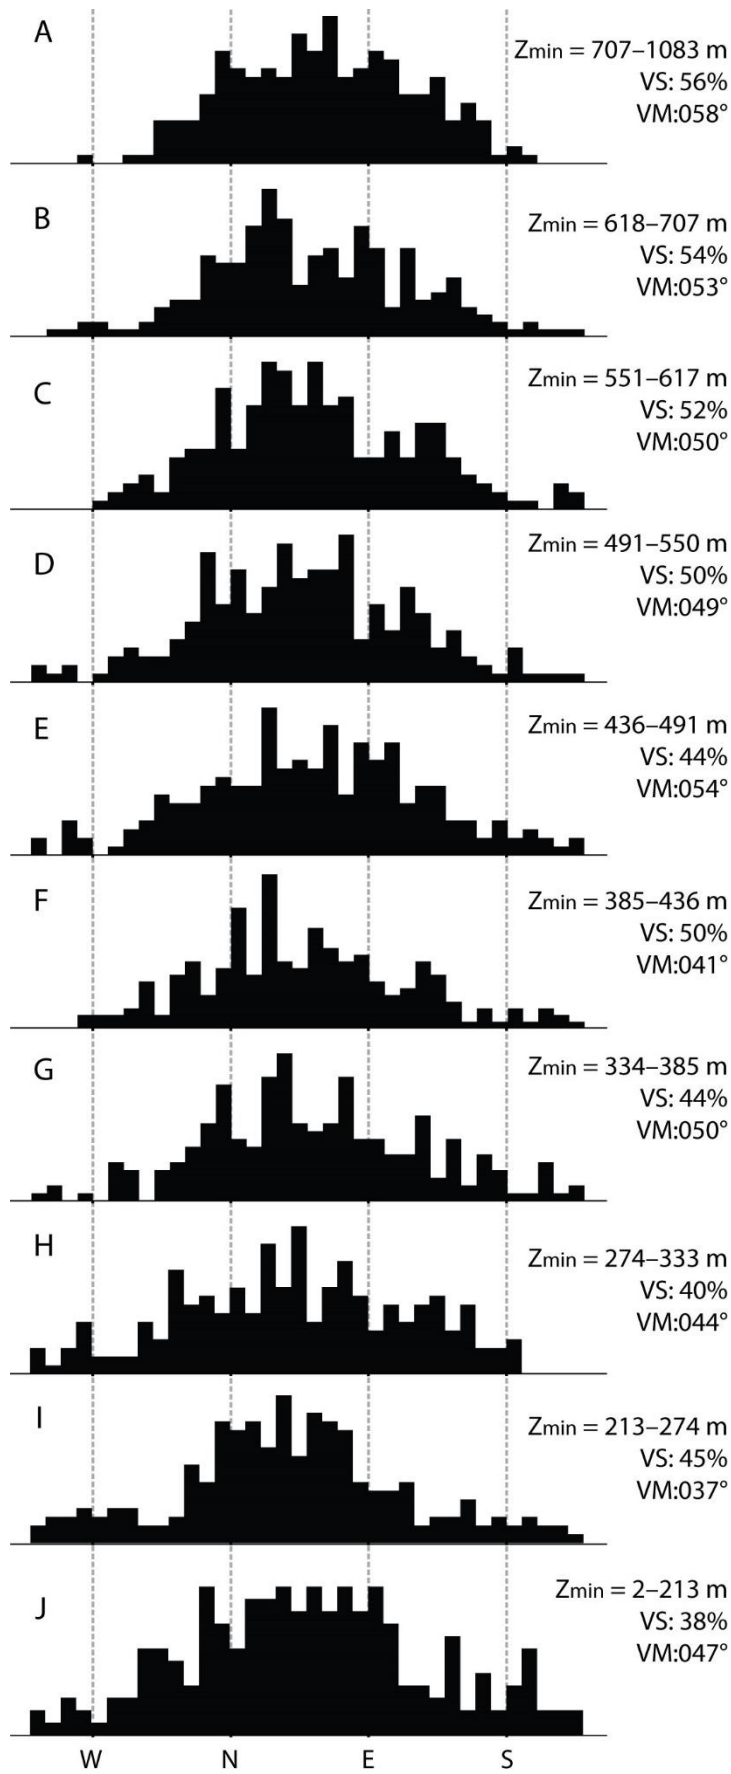 A
Zmin = 707–1083 m
VS: 56%
VM:058°
B
Zmin = 618–707 m
VS: 54%
VM:053°
C
Zmin = 551–617 m
VS: 52%
VM:050°
D
Zmin = 491–550 m
VS: 50%
VM:049°
E
Zmin = 436–491 m
VS: 44%
VM:054°
F
Zmin = 385–436 m
VS: 50%
VM:041°
G
Zmin = 334–385 m
VS: 44%
VM:050°
H
Zmin = 274–333 m
VS: 40%
VM:044°
I
Zmin = 213–274 m
VS: 45%
VM:037°
J
Zmin = 2–213 m
VS: 38%
VM:047°
W N E S